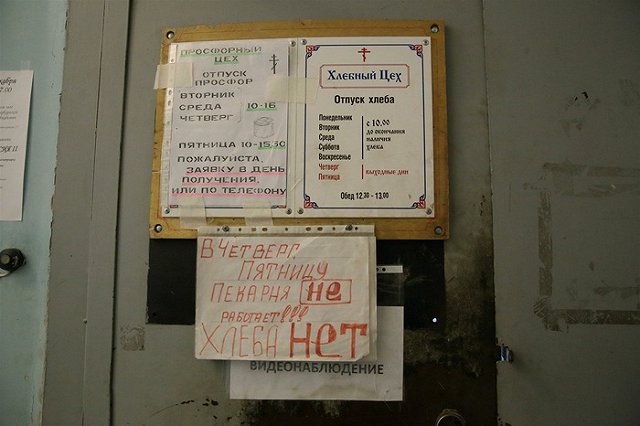 ПРОСФОРНЫЙ
ЦЕХ
ОТПУСК
ПРОСФОР
ВТОРНИК
СРЕДА 10-16
ЧЕТВЕРГ
ПЯТНИЦА 10-15.30
ПОЖАЛУЙСТА,
ЗАЯВКУ В ДЕНЬ
ПОЛУЧЕНИЯ,
ИЛИ ПО ТЕЛЕФОНУ
Хлебный Цех
Отпуск хлеба
Понедельник
Вторник
Среда
Суббота
Воскресенье
с 10.00
до окончания
наличия
хлеба
Четверг
Пятница
выходные дни
Обед 12.30 - 13.00
В ЧЕТВЕРГ,
ПЯТНИЦУ
ПЕКАРНЯ не
РАБОТАЕТ!!!
ХЛЕБА нет
ВИДЕОНАБЛЮДЕНИЕ